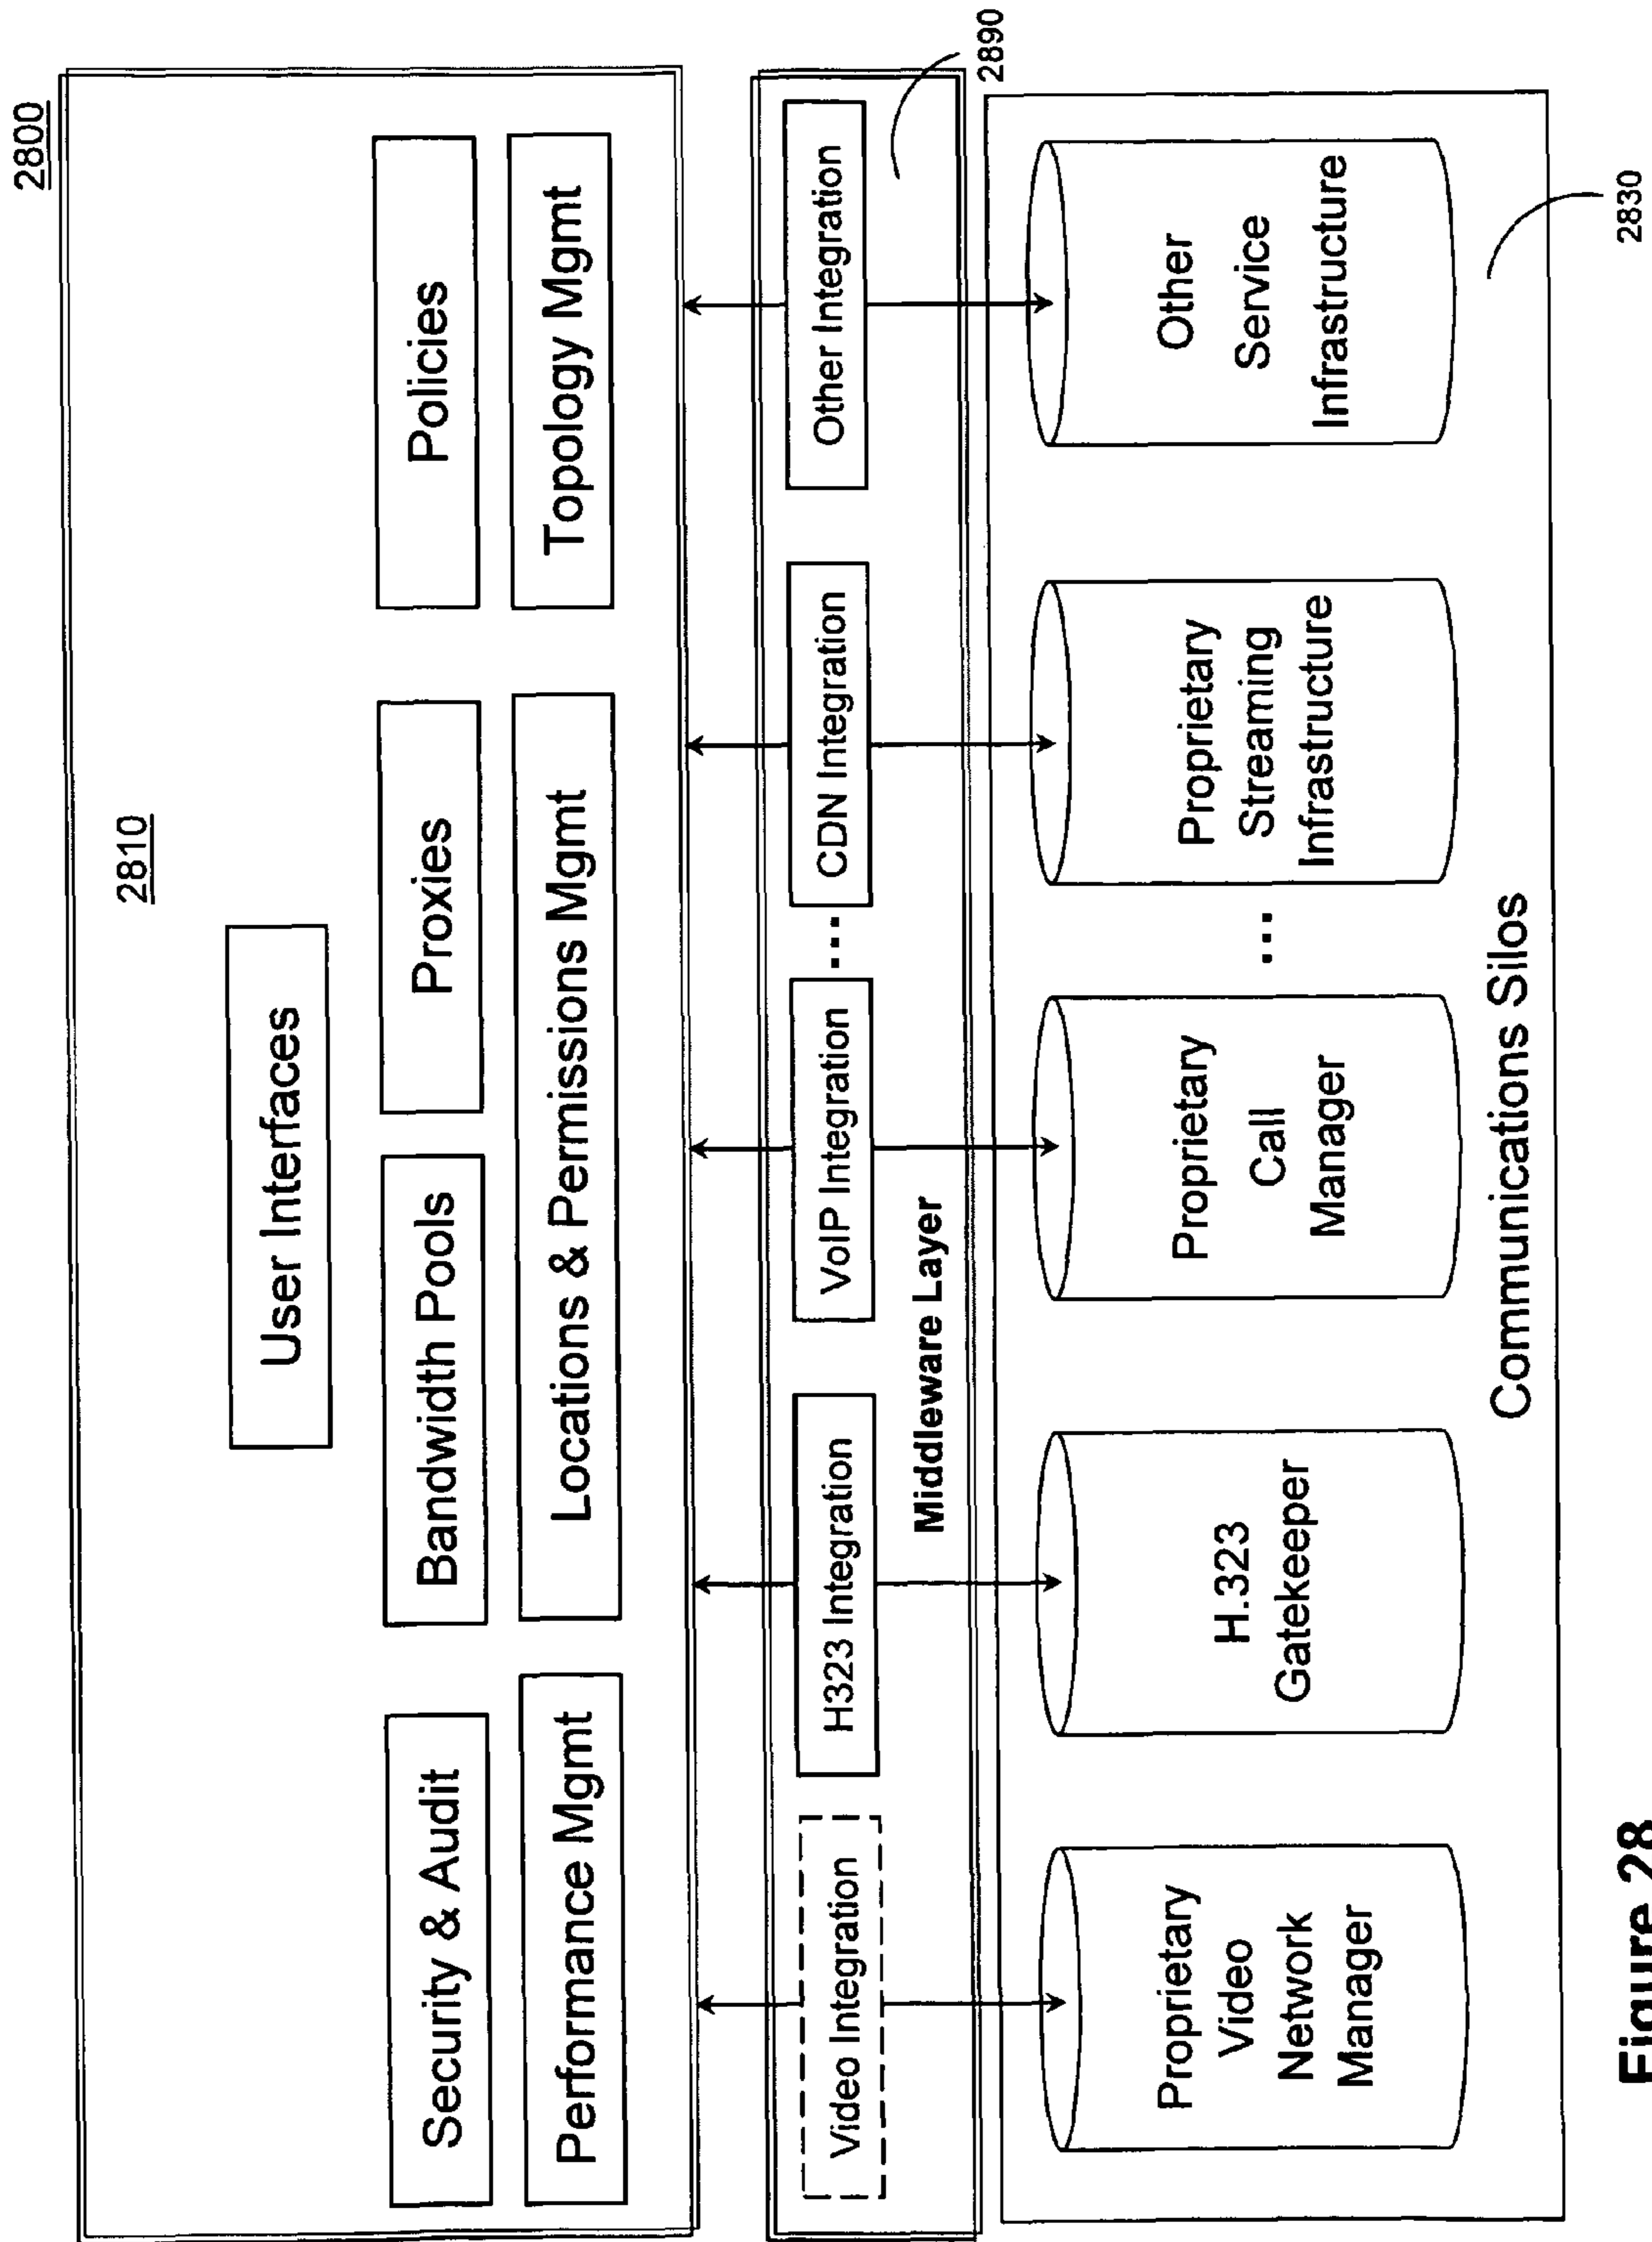 2800
2810
User Interfaces
Security & Audit
Bandwidth Pools
Proxies
Policies
Performance Mgmt
Locations & Permissions Mgmt
Topology Mgmt
Video Integration
H323 Integration
VoIP Integration
...
CDN Integration
Other Integration
Middleware Layer
2890
Proprietary
Video
Network
Manager
H.323
Gatekeeper
Proprietary
Call
Manager
...
Proprietary
Streaming
Infrastructure
Other
Service
Infrastructure
Communications Silos
2830
Figure 28